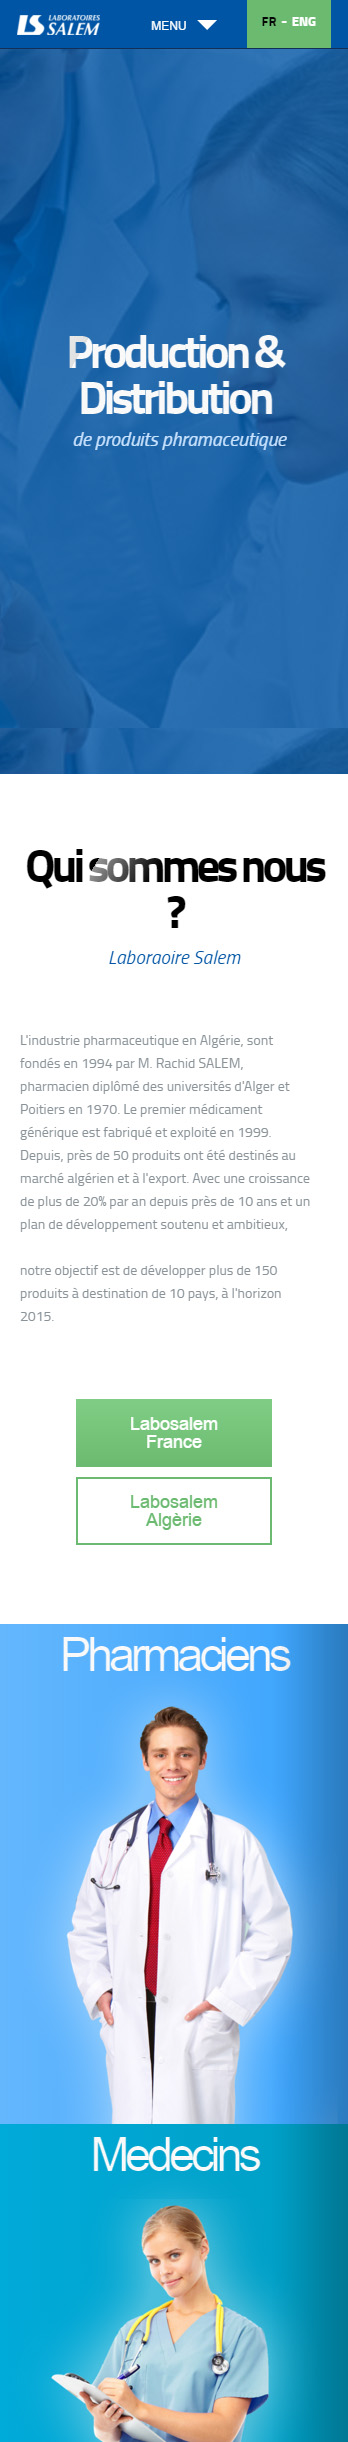 LS LABORATOIRES
SALEM
MENU
FR - ENG
Production &
Distribution
de produits phramaceutique
Qui sommes nous
?
Laboraoire Salem
L'industrie pharmaceutique en Algérie, sont
fondés en 1994 par M. Rachid SALEM,
pharmacien diplômé des universités d'Alger et
Poitiers en 1970. Le premier médicament
générique est fabriqué et exploité en 1999.
Depuis, près de 50 produits ont été destinés au
marché algérien et à l'export. Avec une croissance
de plus de 20% par an depuis près de 10 ans et un
plan de développement soutenu et ambitieux,
notre objectif est de développer plus de 150
produits à destination de 10 pays, à l'horizon
2015.
Labosalem
France
Labosalem
Algèrie
Pharmaciens
Medecins